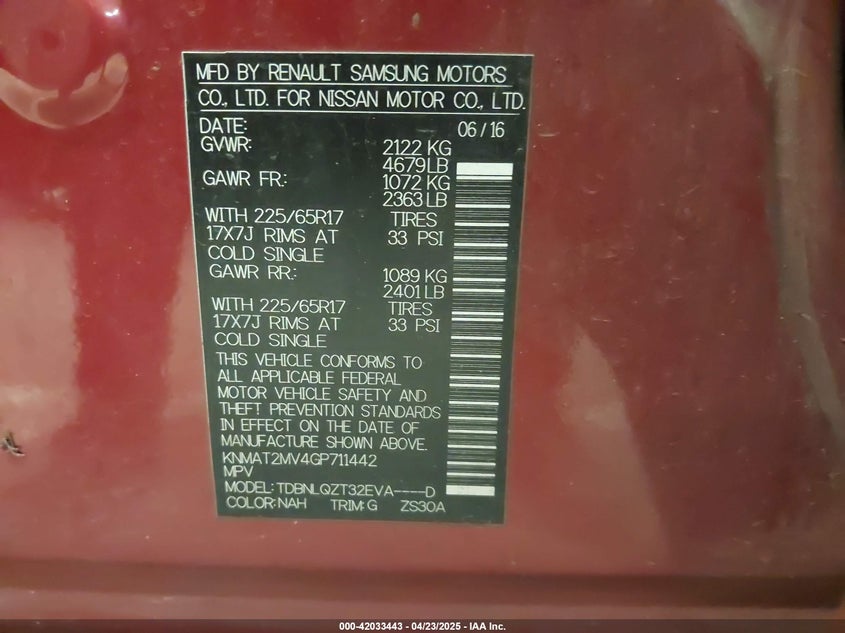 MFD BY RENAULT SAMSUNG MOTORS
CO., LTD. FOR NISSAN MOTOR CO., LTD.
DATE: 06 / 16
GVWR: 2122 KG
4679 LB
GAWR FR.: 1072 KG
2363 LB
WITH 225/65R17 TIRES
17X7J RIMS AT 33 PSI
COLD SINGLE
GAWR RR.: 1089 KG
2401 LB
WITH 225/65R17 TIRES
17X7J RIMS AT 33 PSI
COLD SINGLE
THIS VEHICLE CONFORMS TO
ALL APPLICABLE FEDERAL
MOTOR VEHICLE SAFETY AND
THEFT PREVENTION STANDARDS
IN EFFECT ON THE DATE OF
MANUFACTURE SHOWN ABOVE.
KNMAT2MV4GP711442
MPV
MODEL: TDBNLQZT32EVA----D
COLOR: NAH TRIM: G ZS30A
000-42033443 - 04/23/2025 - IAA Inc.